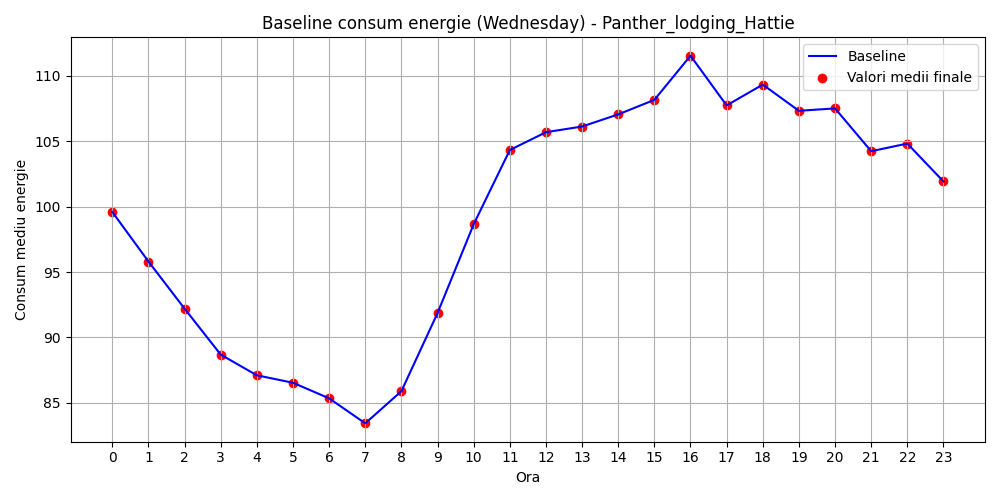 Baseline consum energie (Wednesday) - Panther_lodging_Hattie
Baseline
Valori medii finale
Consum mediu energie
110
105
100
95
90
85
0 1 2 3 4 5 6 7 8 9 10 11 12 13 14 15 16 17 18 19 20 21 22 23
Ora